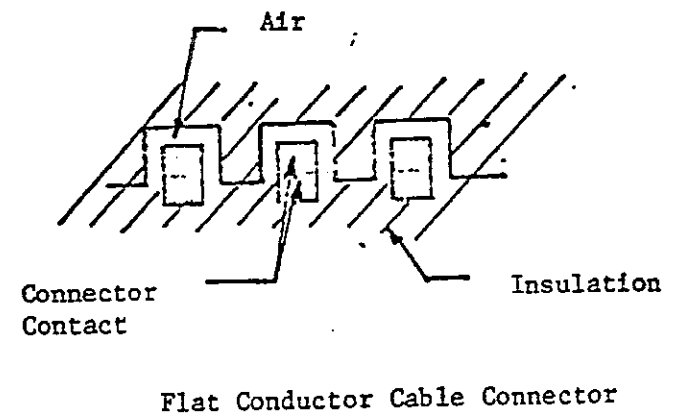 Air
Connector
Contact
Insulation
Flat Conductor Cable Connector